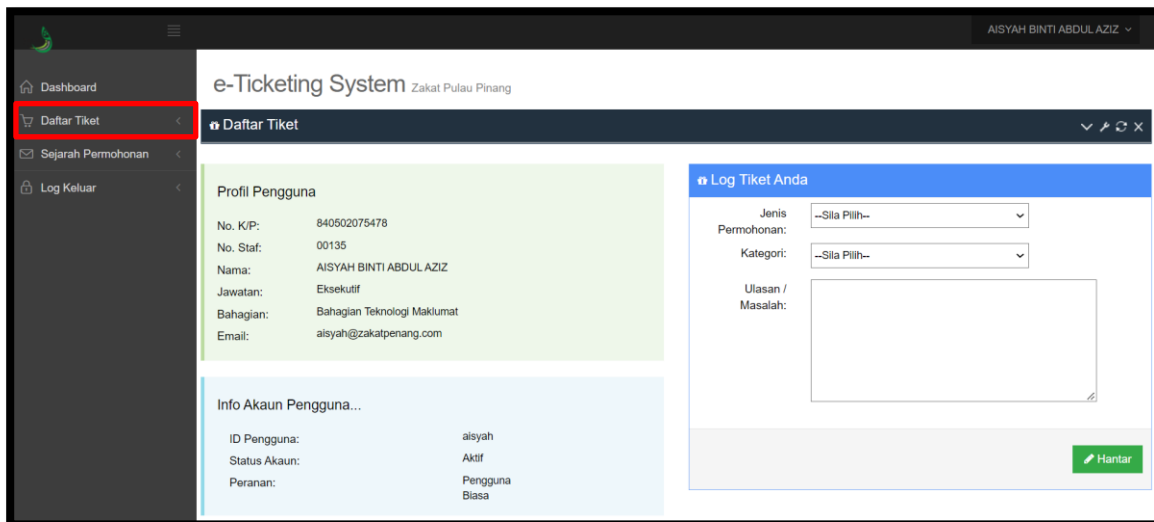 AISYAH BINTI ABDUL AZIZ
Dashboard
Daftar Tiket
Sejarah Permohonan
Log Keluar
e-Ticketing System Zakat Pulau Pinang
Daftar Tiket
Profil Pengguna
No. K/P: 840502075478
No. Staf: 00135
Nama: AISYAH BINTI ABDUL AZIZ
Jawatan: Eksekutif
Bahagian: Bahagian Teknologi Maklumat
Email: aisyah@zakatpenang.com
Info Akaun Pengguna...
ID Pengguna: aisyah
Status Akaun: Aktif
Peranan: Pengguna
Biasa
Log Tiket Anda
Jenis
Permohonan: --Sila Pilih--
Kategori: --Sila Pilih--
Ulasan /
Masalah:
Hantar